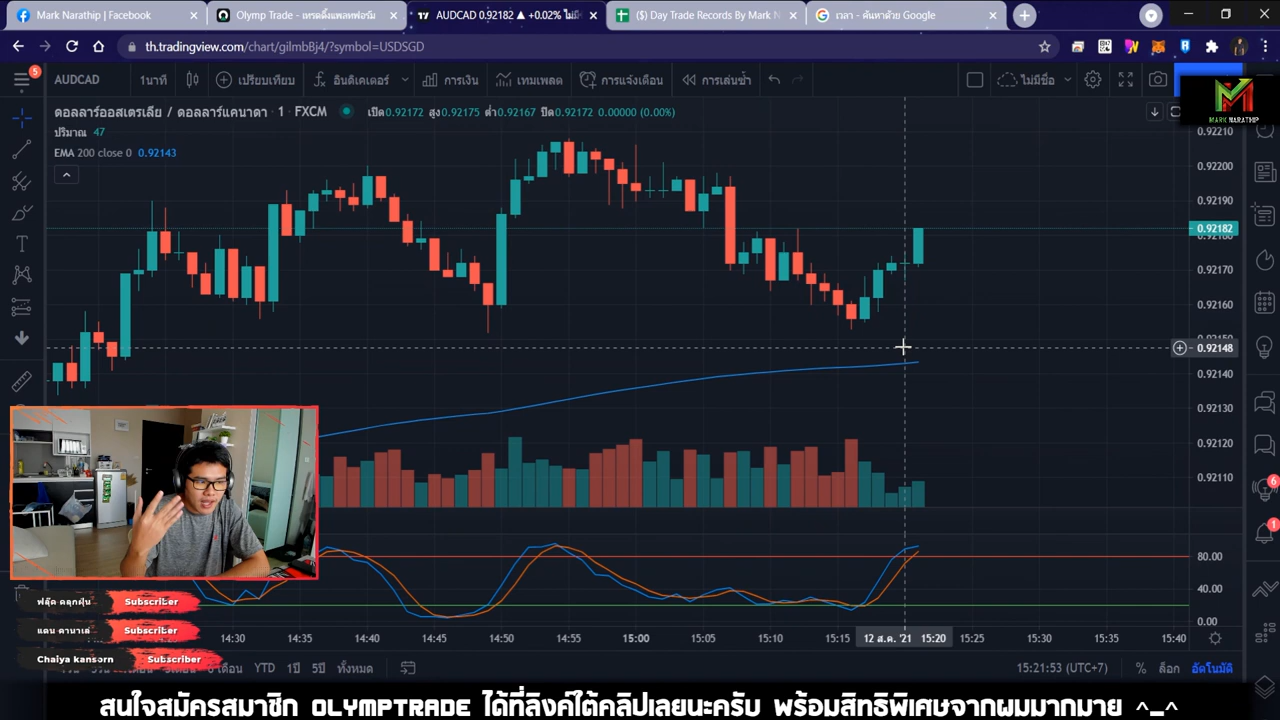 Mark Narathip | Facebook
Olymp Trade - เทรดดิ้งแพลทฟอร์ม
AUDCAD 0.92182 ▲ +0.02% ไม่มี
($) Day Trade Records By Mark N
เวลา - ค้นหาด้วย Google
th.tradingview.com/chart/gilmbBj4/?symbol=USDSGD
5
AUDCAD
1นาที
เปรียบเทียบ
อินดิเคเตอร์
การเงิน
เทมเพลต
การแจ้งเตือน
การเล่นซ้ำ
ไม่มีชื่อ
MARK NARATHIP
ดอลลาร์ออสเตรเลีย / ดอลลาร์แคนาดา · 1 · FXCM
เปิด0.92172 สูง0.92175 ต่ำ0.92167 ปิด0.92172 0.00000 (0.00%)
ปริมาณ 47
EMA 200 close 0 0.92143
0.92210
0.92200
0.92190
0.92182
0.92180
0.92170
0.92160
0.92148
0.92140
0.92130
0.92120
0.92110
6
1
80.00
40.00
0.00
14:30
14:35
14:40
14:45
14:50
14:55
15:00
15:05
15:10
15:15
12 ส.ค. '21 15:20
15:25
15:30
15:35
15:40
ฟลุ๊ค คลุกฝุ่น Subscriber
แดน คานาเล่ Subscriber
Chaiya kansorn Subscriber
เดือน
YTD
1ปี
5ปี
ทั้งหมด
15:21:53 (UTC+7)
%
ล็อก
อัตโนมัติ
สนใจสมัครสมาชิก OLYMPTRADE ได้ที่ลิงค์ใต้คลิปเลยนะครับ พร้อมสิทธิพิเศษจากผมมากมาย ^_^